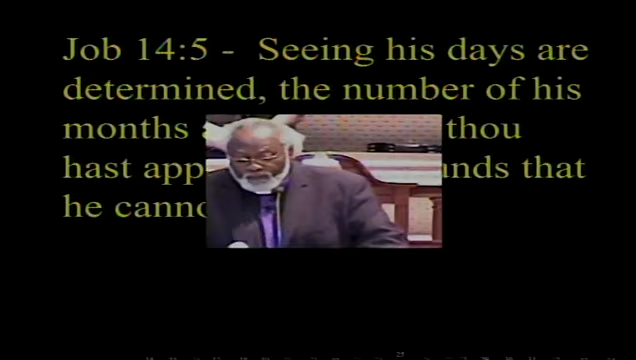 Job 14:5 - Seeing his days are
determined, the number of his
months thou
hast app nds that
he canno